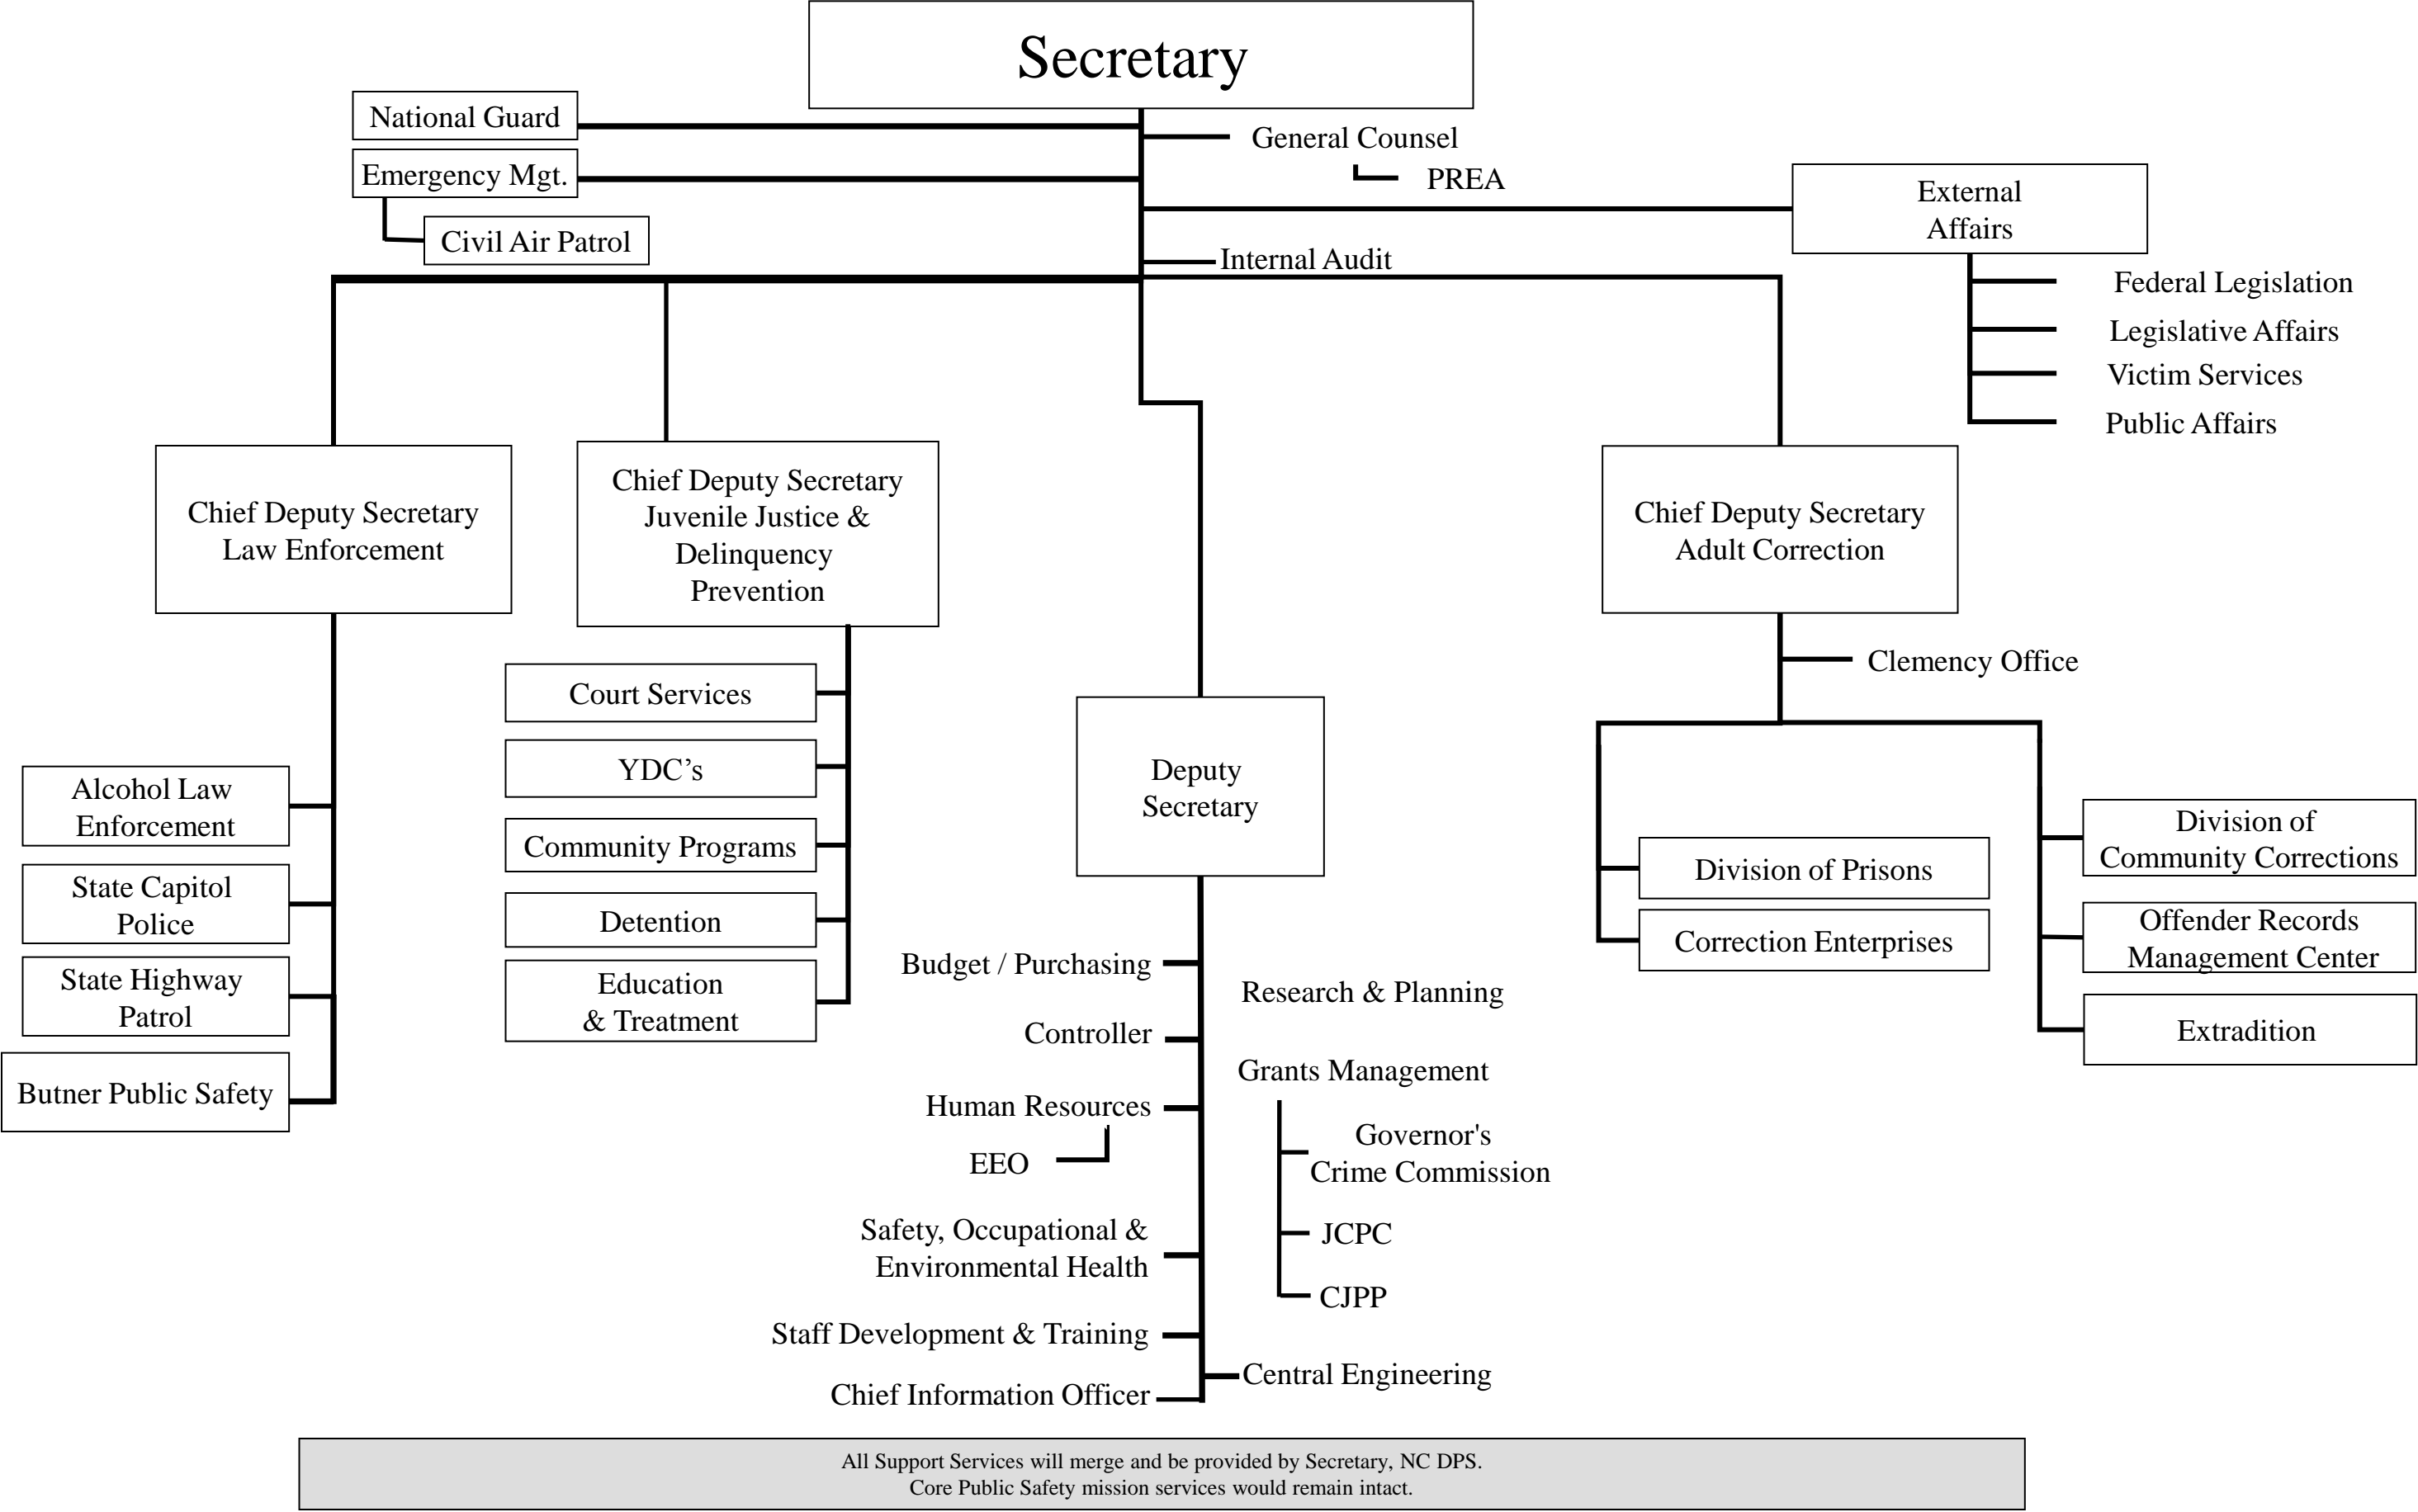 Secretary
National Guard
General Counsel
Emergency Mgt.
PREA
External
Affairs
Civil Air Patrol
Internal Audit
Federal Legislation
Legislative Affairs
Victim Services
Public Affairs
Chief Deputy Secretary
Law Enforcement
Chief Deputy Secretary
Juvenile Justice &
Delinquency
Prevention
Chief Deputy Secretary
Adult Correction
Clemency Office
Court Services
YDC’s
Community Programs
Detention
Education
& Treatment
Deputy
Secretary
Alcohol Law
Enforcement
State Capitol
Police
State Highway
Patrol
Butner Public Safety
Division of Prisons
Correction Enterprises
Division of
Community Corrections
Offender Records
Management Center
Extradition
Budget / Purchasing
Research & Planning
Controller
Grants Management
Human Resources
EEO
Governor's
Crime Commission
JCPC
CJPP
Safety, Occupational &
Environmental Health
Staff Development & Training
Central Engineering
Chief Information Officer
All Support Services will merge and be provided by Secretary, NC DPS.
Core Public Safety mission services would remain intact.